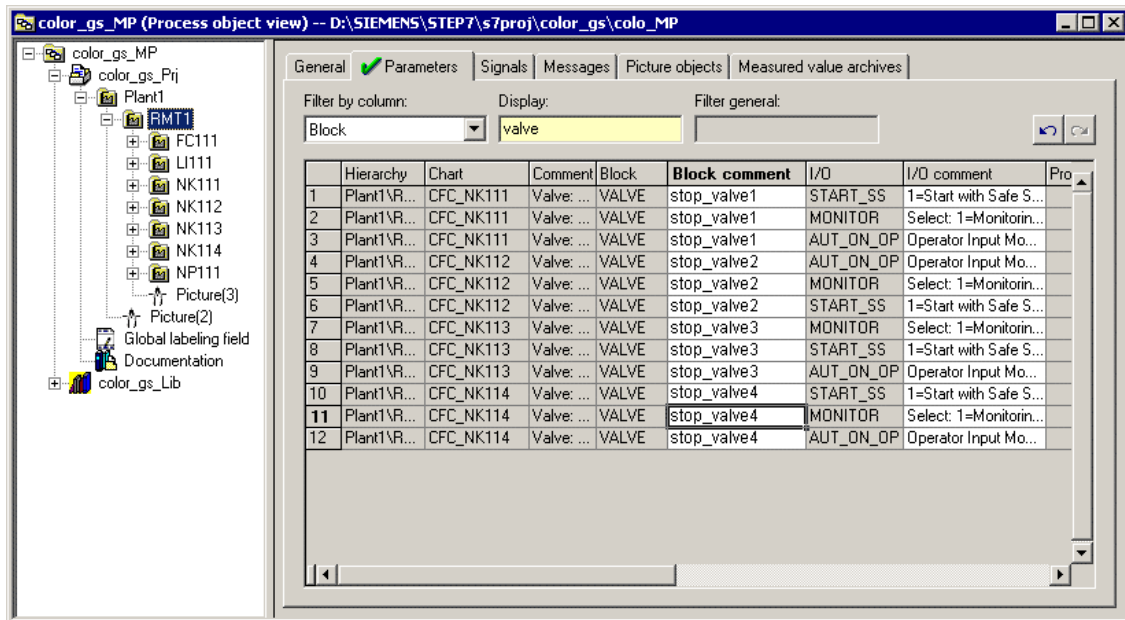 color_gs_MP (Process object view) -- D:\SIEMENS\STEP7\s7proj\color_gs\colo_MP
color_gs_MP
color_gs_Prj
Plant1
RMT1
FC111
LI111
NK111
NK112
NK113
NK114
NP111
Picture(3)
Picture(2)
Global labeling field
Documentation
color_gs_Lib
General Parameters Signals Messages Picture objects Measured value archives
Filter by column: Display: Filter general:
Block valve
Hierarchy Chart Comment Block Block comment I/O I/O comment Pro
1 Plant1\R... CFC_NK111 Valve: ... VALVE stop_valve1 START_SS 1=Start with Safe S...
2 Plant1\R... CFC_NK111 Valve: ... VALVE stop_valve1 MONITOR Select: 1=Monitorin...
3 Plant1\R... CFC_NK111 Valve: ... VALVE stop_valve1 AUT_ON_OP Operator Input Mo...
4 Plant1\R... CFC_NK112 Valve: ... VALVE stop_valve2 AUT_ON_OP Operator Input Mo...
5 Plant1\R... CFC_NK112 Valve: ... VALVE stop_valve2 MONITOR Select: 1=Monitorin...
6 Plant1\R... CFC_NK112 Valve: ... VALVE stop_valve2 START_SS 1=Start with Safe S...
7 Plant1\R... CFC_NK113 Valve: ... VALVE stop_valve3 MONITOR Select: 1=Monitorin...
8 Plant1\R... CFC_NK113 Valve: ... VALVE stop_valve3 START_SS 1=Start with Safe S...
9 Plant1\R... CFC_NK113 Valve: ... VALVE stop_valve3 AUT_ON_OP Operator Input Mo...
10 Plant1\R... CFC_NK114 Valve: ... VALVE stop_valve4 START_SS 1=Start with Safe S...
11 Plant1\R... CFC_NK114 Valve: ... VALVE stop_valve4 MONITOR Select: 1=Monitorin...
12 Plant1\R... CFC_NK114 Valve: ... VALVE stop_valve4 AUT_ON_OP Operator Input Mo...